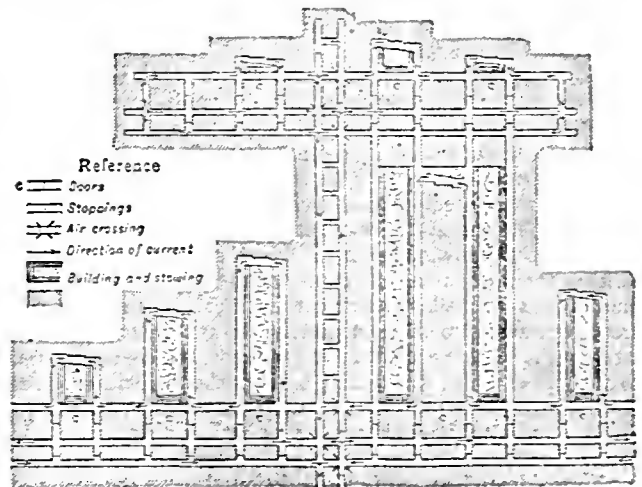 Reference
Doors
Stoppings
Air crossing
Direction of current
Building and stowing